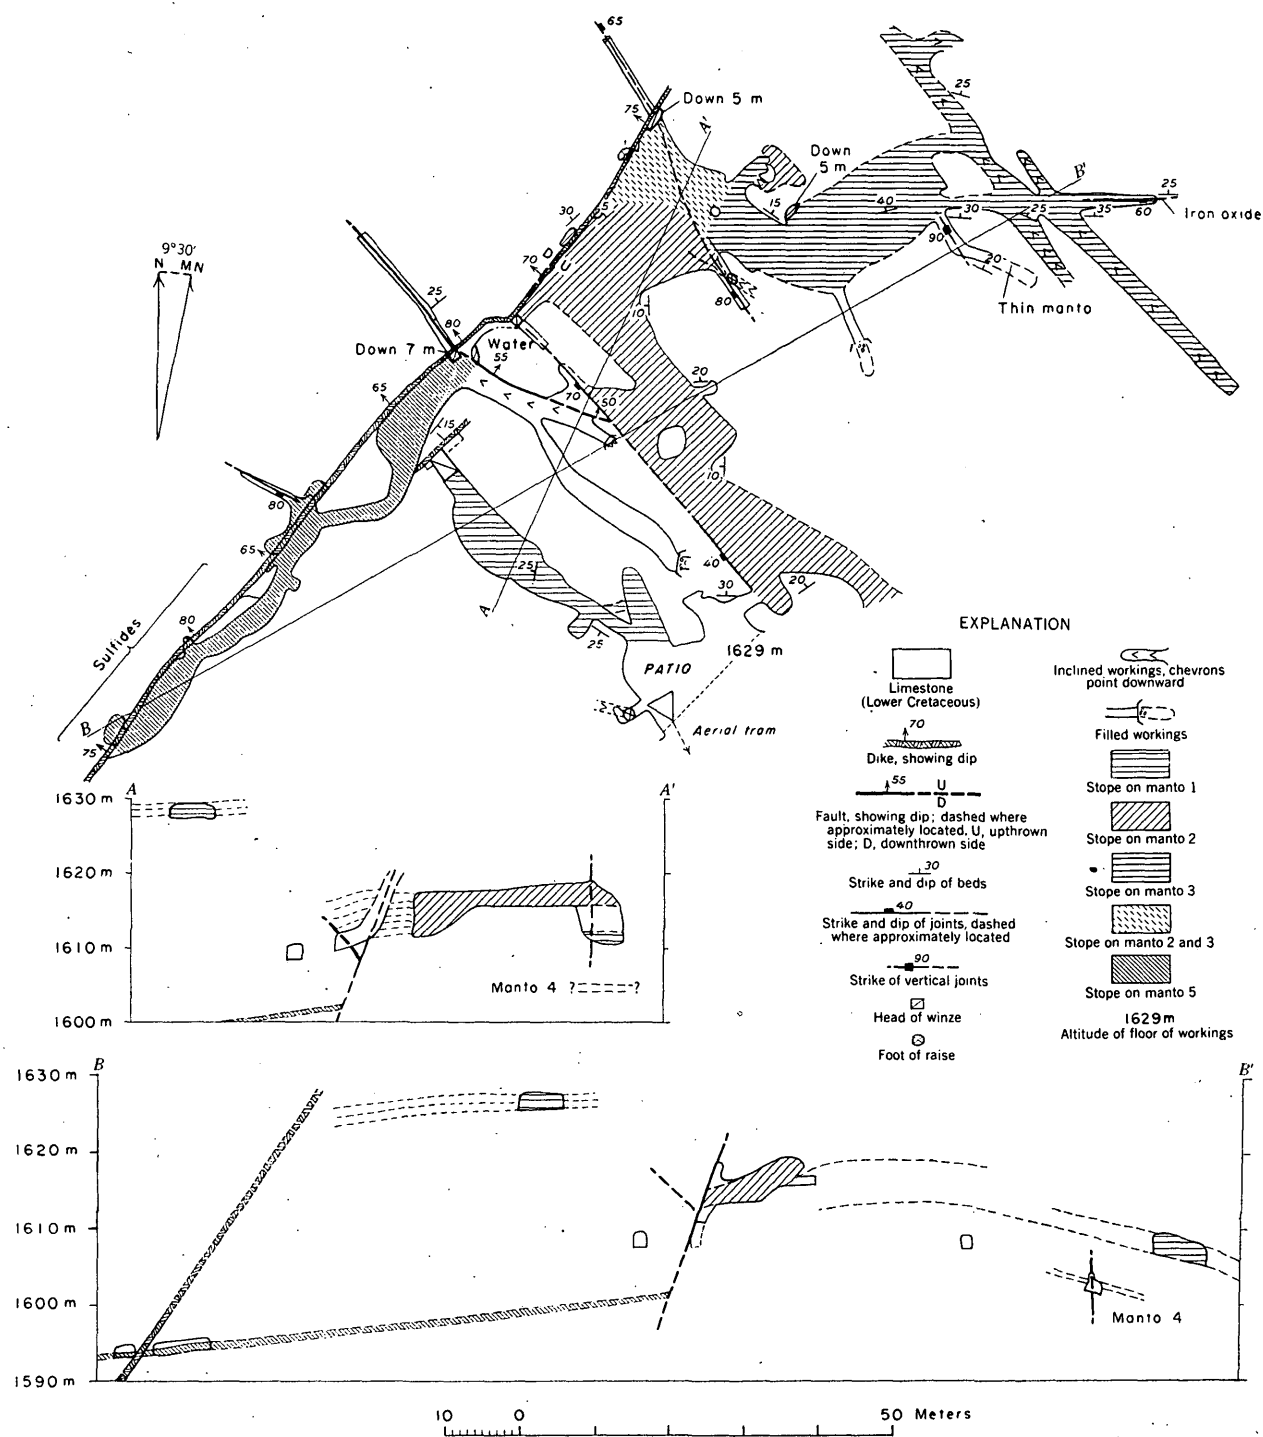 65
75
Down 5 m
A'
25
Down
5 m
B'
25
15
40
30
25
35
60
Iron oxide
30
90
20
Thin manto
9°30'
N MN
D
U
70
80
10
25
80
Water
Down 7 m
55
20
65
70
50
15
10
80
65
40
25
30
20
A
25
80
Sulfides
PATIO
1629 m
B
75
Aerial tram
EXPLANATION
Limestone
(Lower Cretaceous)
70
Dike, showing dip
55
U
D
Fault, showing dip; dashed where
approximately located, U, upthrown
side; D, downthrown side
30
Strike and dip of beds
40
Strike and dip of joints, dashed
where approximately located
90
Strike of vertical joints
Head of winze
Foot of raise
Inclined workings, chevrons
point downward
Filled workings
Stope on manto 1
Stope on manto 2
Stope on manto 3
Stope on manto 2 and 3
Stope on manto 5
1629 m
Altitude of floor of workings
A
A'
1630 m
1620 m
1610 m
1600 m
Manto 4 ?====?
B
B'
1630 m
1620 m
1610 m
1600 m
1590 m
Manto 4
10 0 50 Meters